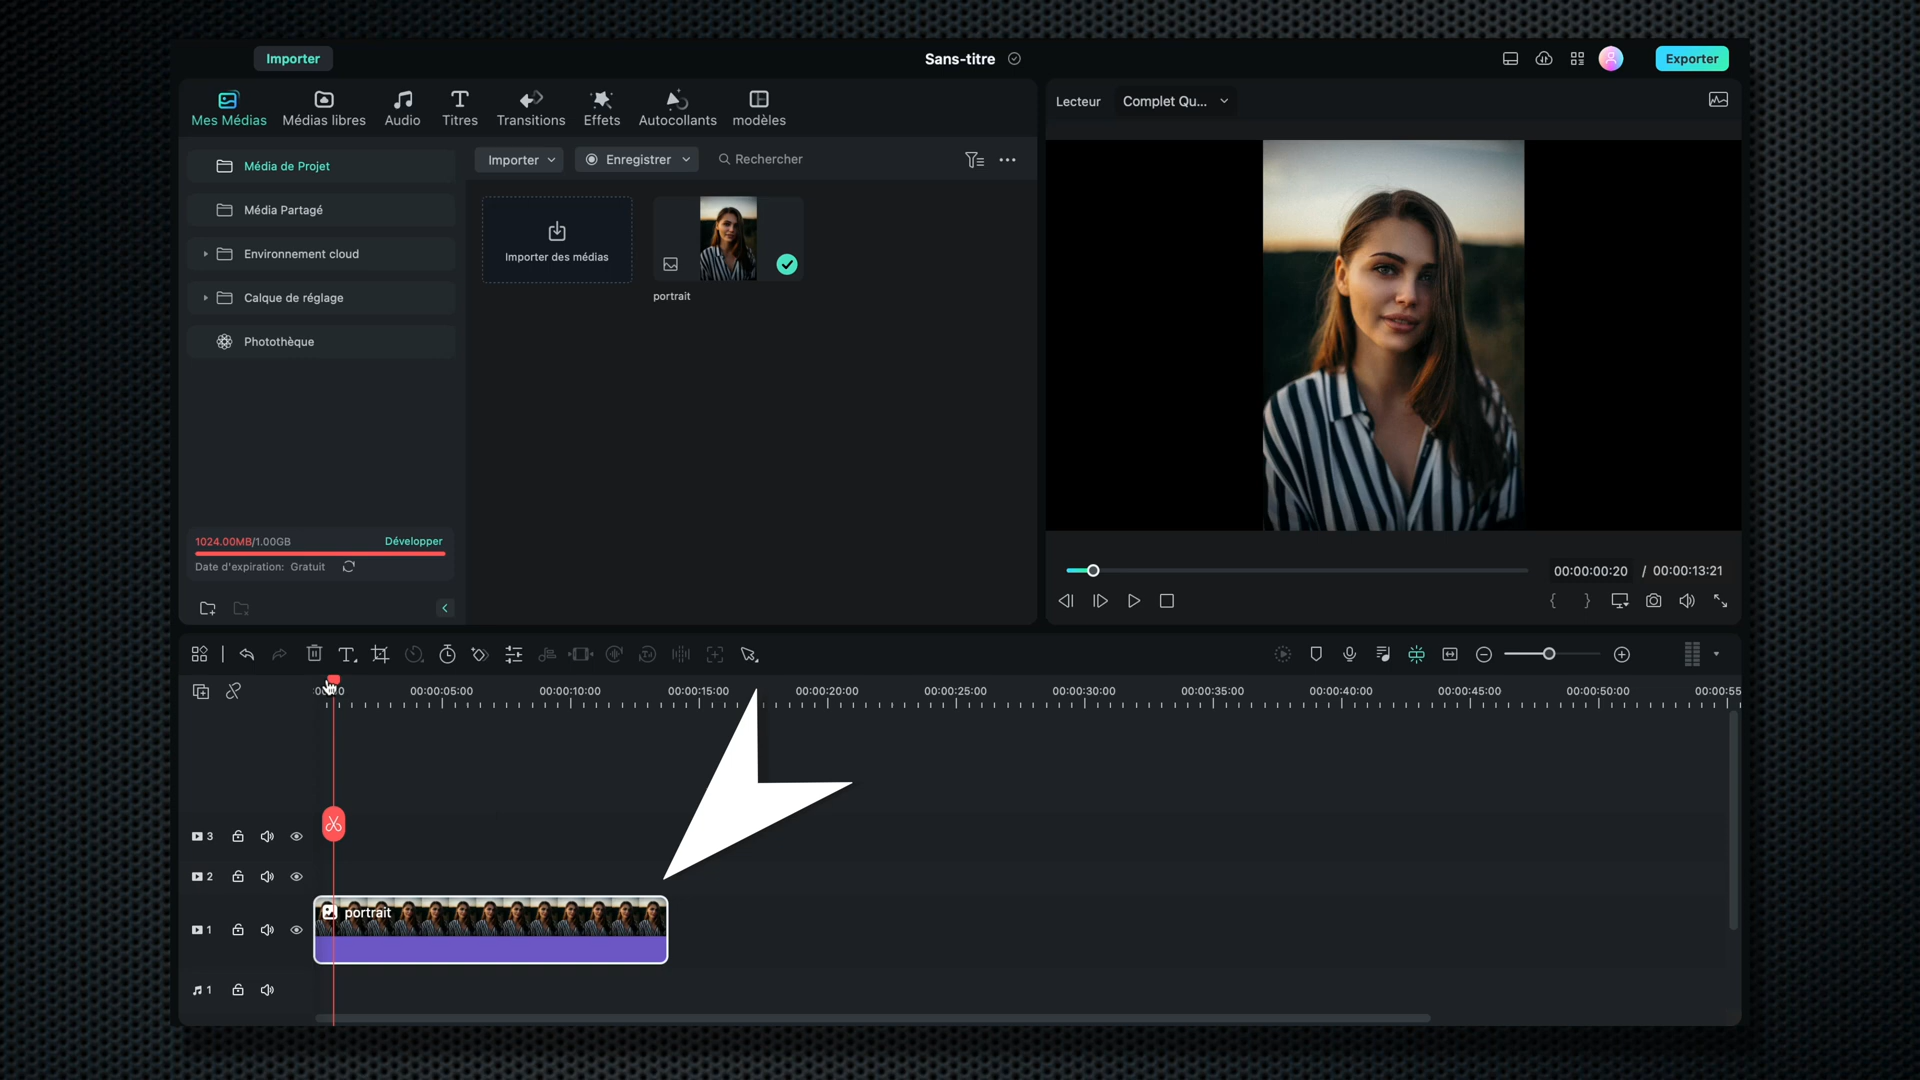 Importer
Sans-titre
Exporter
Mes Médias
Médias libres
Audio
Titres
Transitions
Effets
Autocollants
modèles
Lecteur
Complet Qu...
Média de Projet
Média Partagé
Environnement cloud
Calque de réglage
Photothèque
Importer
Enregistrer
Rechercher
Importer des médias
portrait
1024.00MB/1.00GB
Développer
Date d'expiration: Gratuit
00:00:00:20 / 00:00:13:21
{ }
00:00:05:00
00:00:10:00
00:00:15:00
00:00:20:00
00:00:25:00
00:00:30:00
00:00:35:00
00:00:40:00
00:00:45:00
00:00:50:00
00:00:55
3
2
portrait
1
1